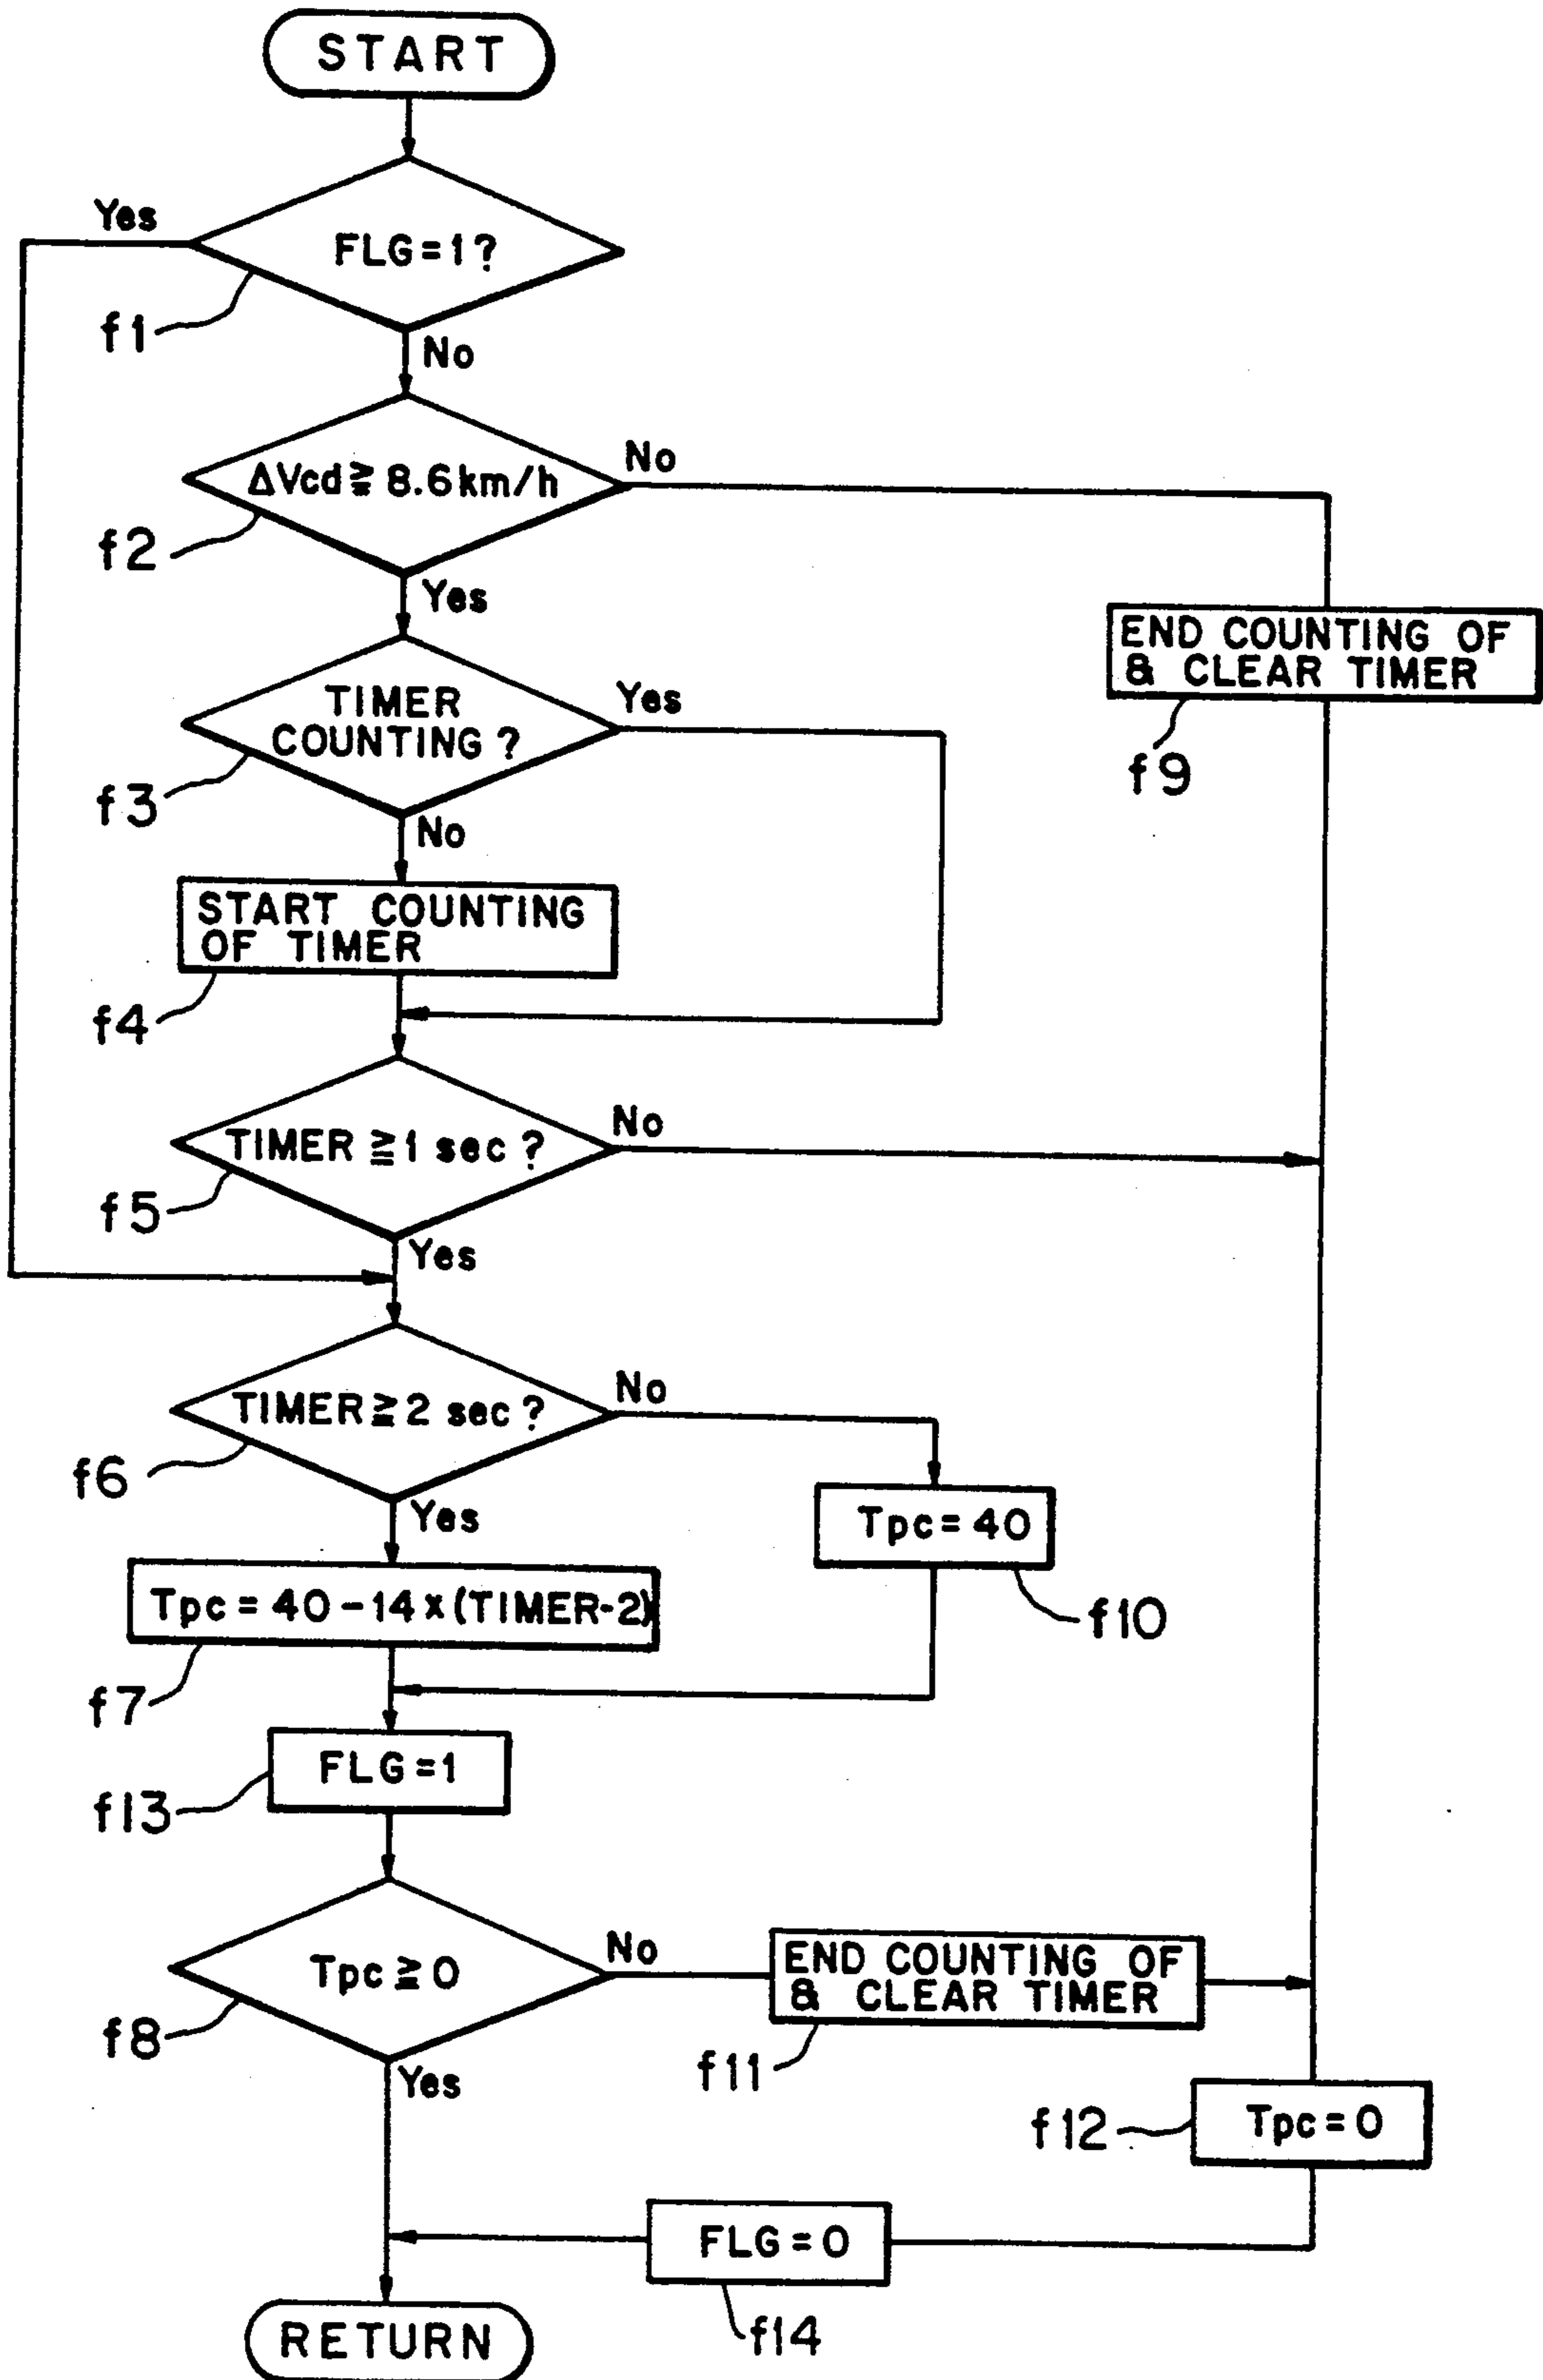 START
Yes
FLG=1?
f1
No
ΔVcd≧8.6km/h
No
f2
Yes
END COUNTING OF
& CLEAR TIMER
f9
TIMER
COUNTING?
Yes
f3
No
START COUNTING
OF TIMER
f4
TIMER≧1 sec?
No
f5
Yes
TIMER≧2 sec?
No
f6
Yes
Tpc=40
f10
Tpc=40-14×(TIMER-2)
f7
FLG=1
f13
Tpc≧0
No
END COUNTING OF
& CLEAR TIMER
f8
f11
Yes
f12
Tpc=0
FLG=0
f14
RETURN